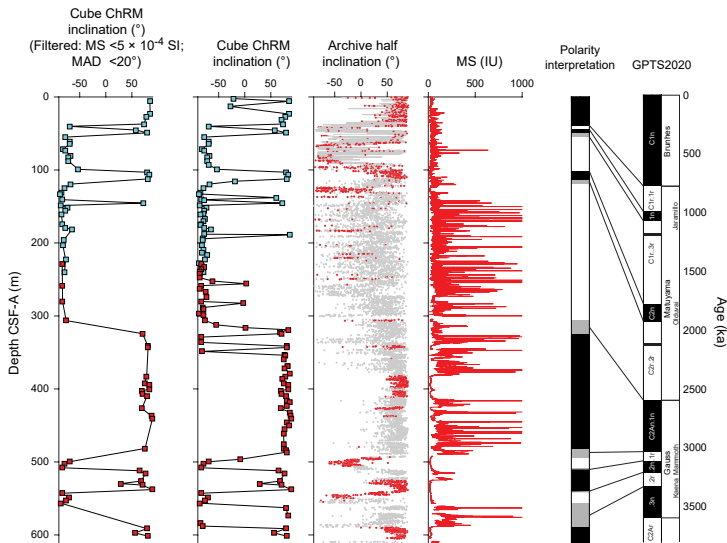 Cube ChRM
inclination (°)
(Filtered: MS <5 × 10⁻⁴ SI;
MAD <20°)
Cube ChRM
inclination (°)
Archive half
inclination (°)
MS (IU)
Polarity
interpretation
GPTS2020
-50 0 50
-50 0 50
-50 0 50
0 500 1000
Depth CSF-A (m)
0
100
200
300
400
500
600
C1n
C1r.1r
1n
C1r..3r
C2n
C2r.2r
C2An.1n
.1r
.2n
.2r
.3n
C2Ar
Brunhes
Jaramillo
Matuyama
Olduvai
Gauss
Mammoth
Kaena
0
500
1000
1500
2000
2500
3000
3500
Age (ka)